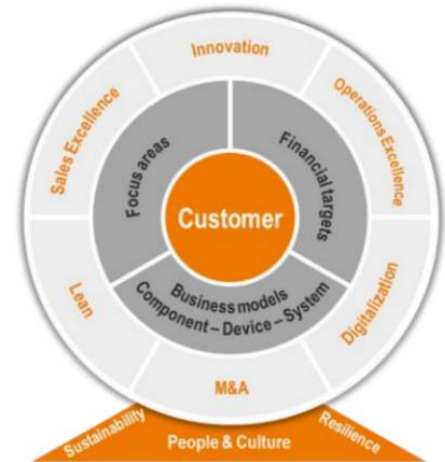 Innovation
Sales Excellence
Operations Excellence
Focus areas
Financial targets
Customer
Business models
Component – Device – System
Lean
Digitalization
M&A
Sustainability
People & Culture
Resilience